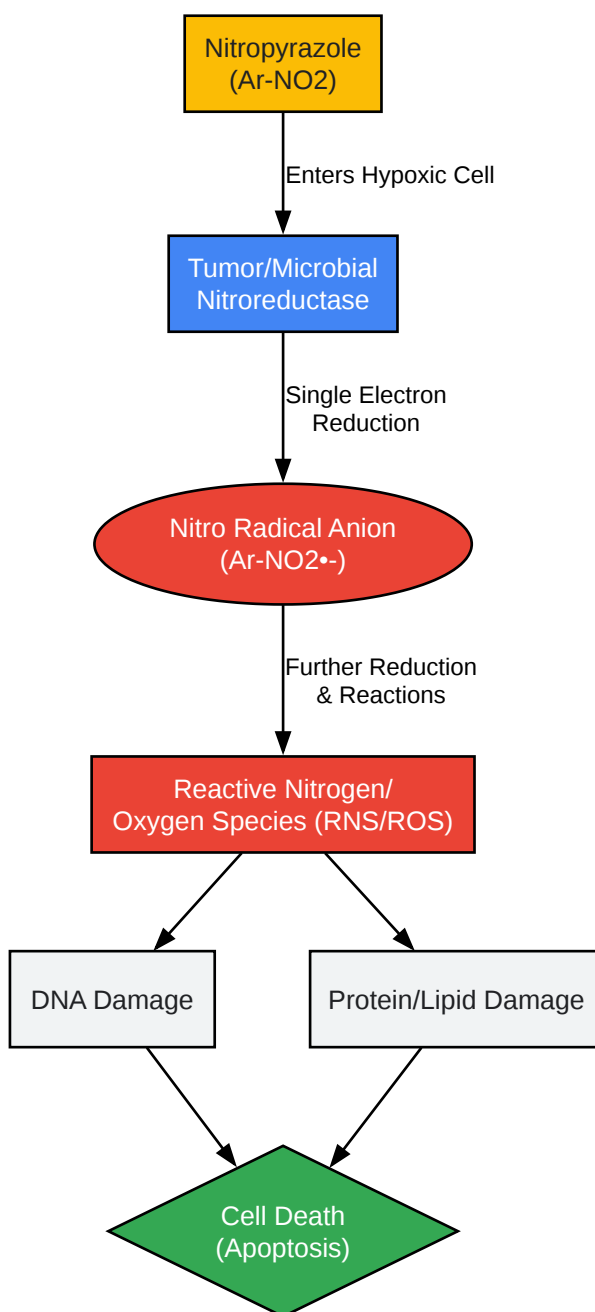 Nitropyrazole
(Ar-NO2)
Enters Hypoxic Cell
Tumor/Microbial
Nitroreductase
Single Electron
Reduction
Nitro Radical Anion
(Ar-NO2•-)
Further Reduction
& Reactions
Reactive Nitrogen/
Oxygen Species (RNS/ROS)
DNA Damage
Protein/Lipid Damage
Cell Death
(Apoptosis)